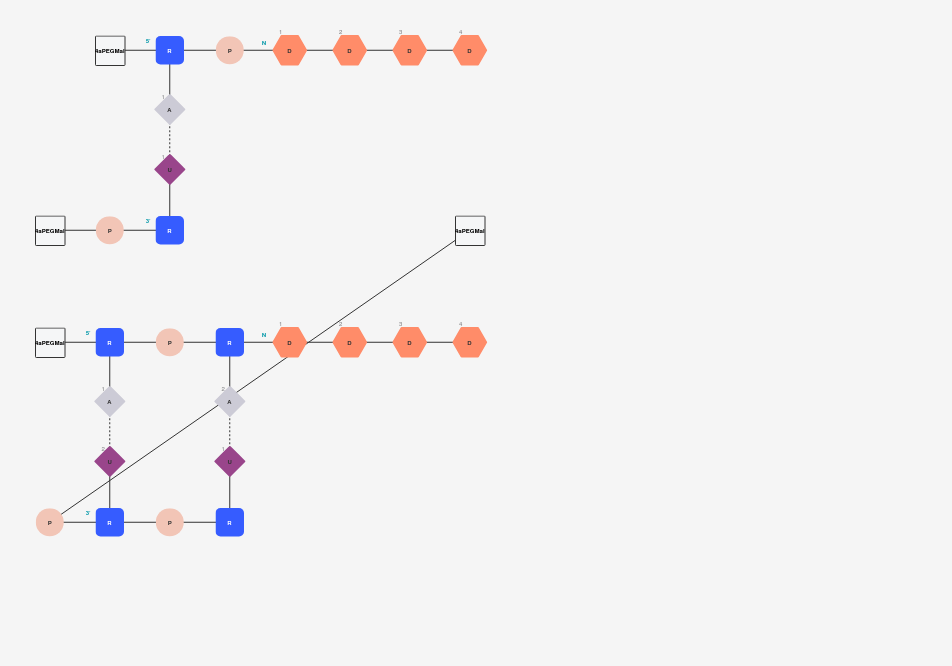 1 2 3 4
5' N
4aPEGMal R P D D D D
1
A
1
U
3'
4aPEGMal P R 4aPEGMal
5' N 1 2 3 4
4aPEGMal R P R D D D D
1 2
A A
2 1
U U
3'
P R P R